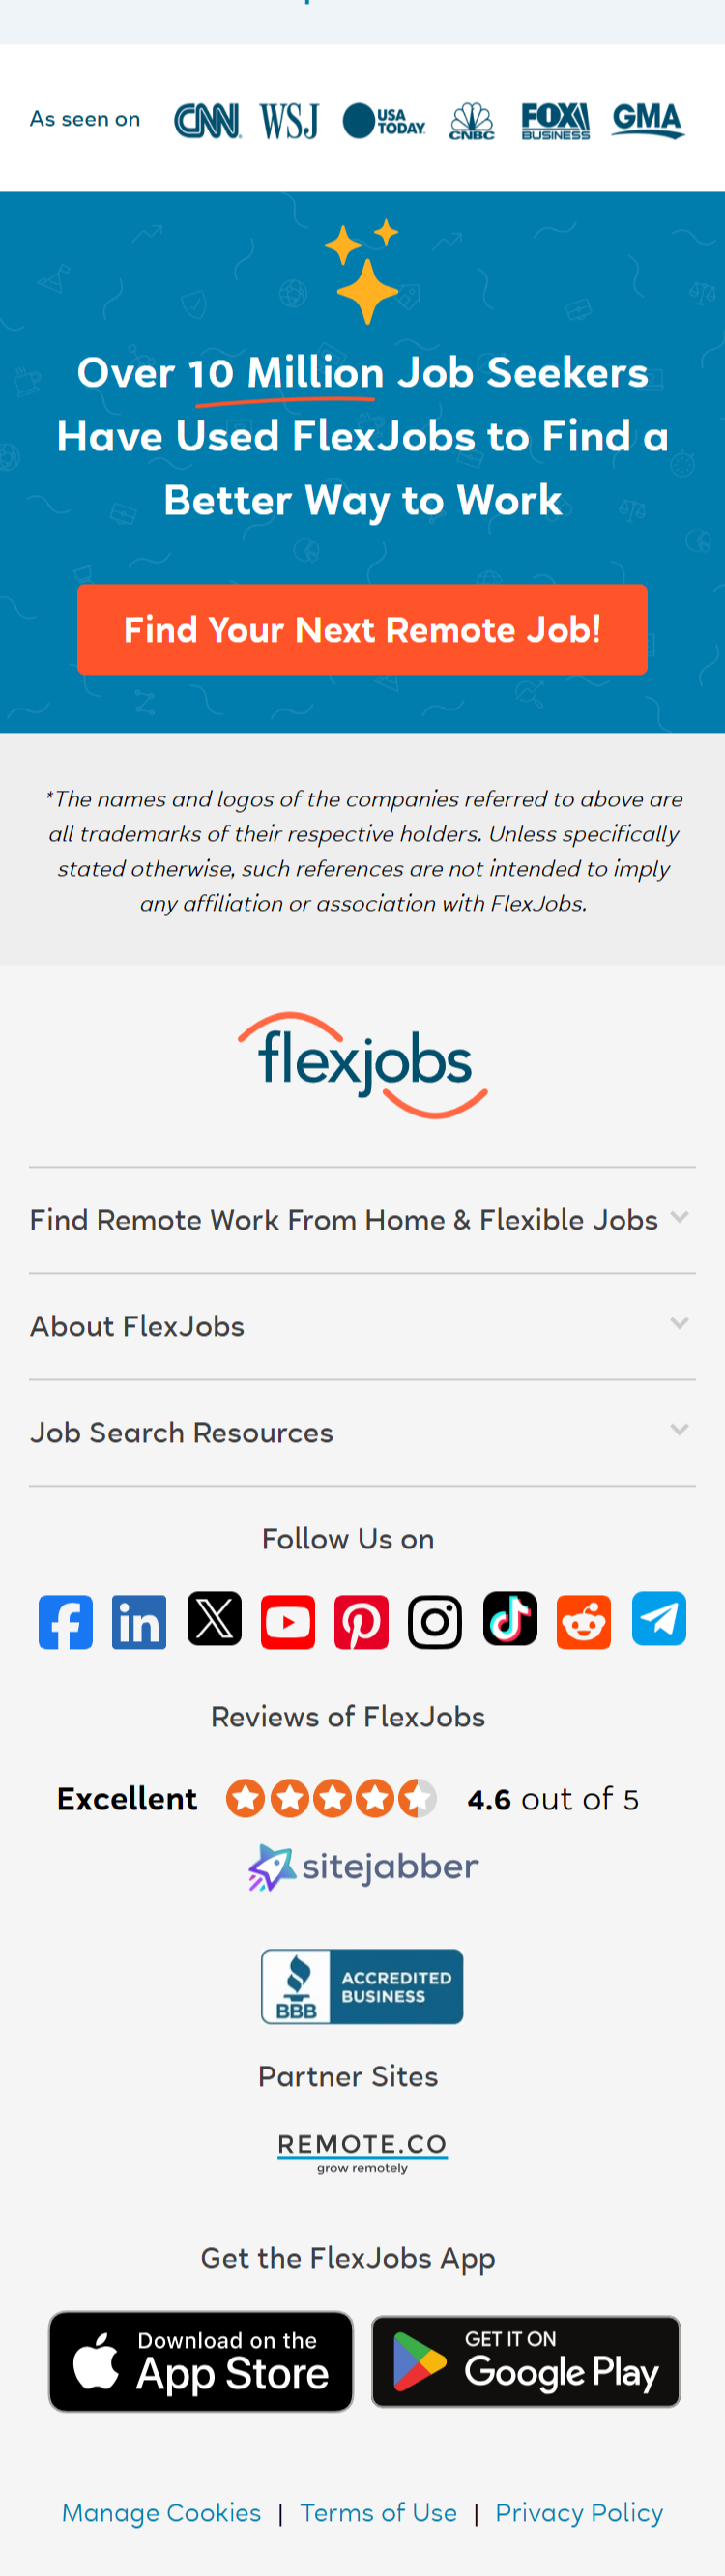 As seen on CNN WSJ USA TODAY CNBC FOX BUSINESS GMA
Over 10 Million Job Seekers
Have Used FlexJobs to Find a
Better Way to Work
Find Your Next Remote Job!
*The names and logos of the companies referred to above are
all trademarks of their respective holders. Unless specifically
stated otherwise, such references are not intended to imply
any affiliation or association with FlexJobs.
flexjobs
Find Remote Work From Home & Flexible Jobs
About FlexJobs
Job Search Resources
Follow Us on
Reviews of FlexJobs
Excellent 4.6 out of 5
sitejabber
BBB ACCREDITED
BUSINESS
Partner Sites
REMOTE.CO
grow remotely
Get the FlexJobs App
Download on the
App Store
GET IT ON
Google Play
Manage Cookies | Terms of Use | Privacy Policy